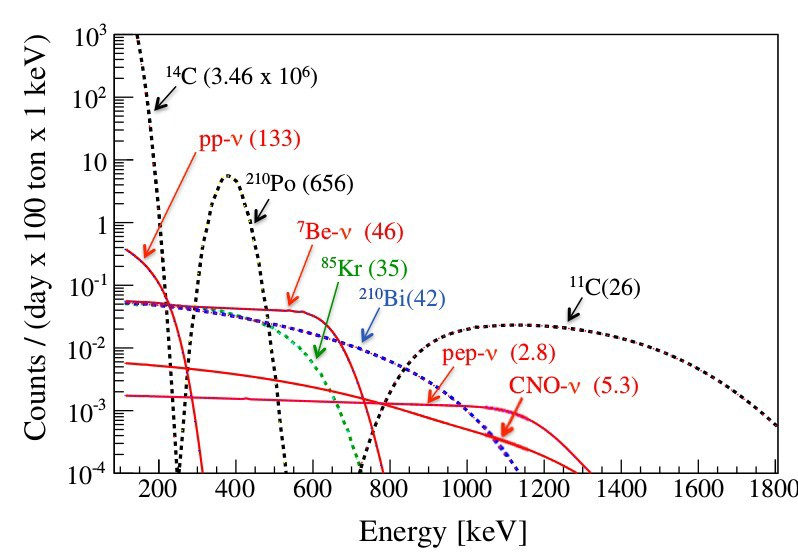 10³
¹⁴C (3.46 x 10⁶)
10²
pp-ν (133)
10
²¹⁰Po (656)
1
⁷Be-ν (46)
⁸⁵Kr (35)
10⁻¹
²¹⁰Bi(42)
¹¹C(26)
10⁻²
pep-ν (2.8)
CNO-ν (5.3)
10⁻³
10⁻⁴
Counts / (day x 100 ton x 1 keV)
200 400 600 800 1000 1200 1400 1600 1800
Energy [keV]